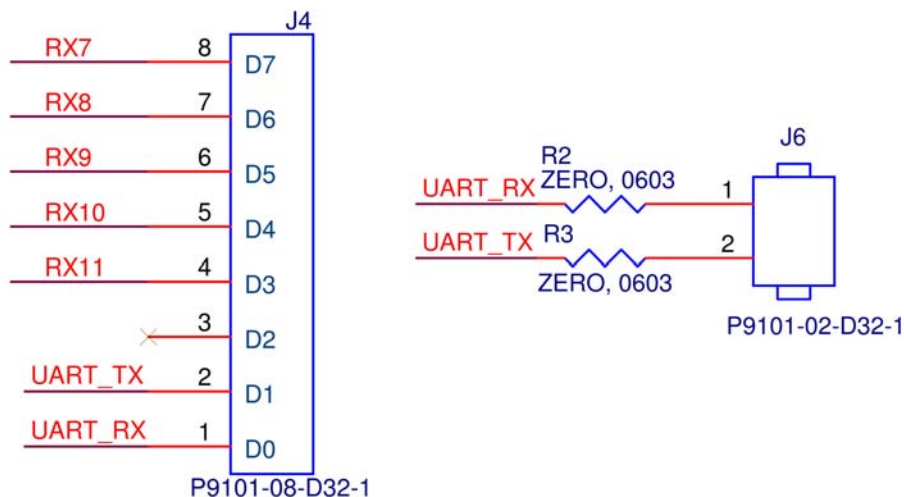 J4
RX7 8 D7
RX8 7 D6
RX9 6 D5
RX10 5 D4
RX11 4 D3
3 D2
UART_TX 2 D1
UART_RX 1 D0
P9101-08-D32-1
J6
R2
ZERO, 0603
UART_RX 1
UART_TX R3 2
ZERO, 0603
P9101-02-D32-1